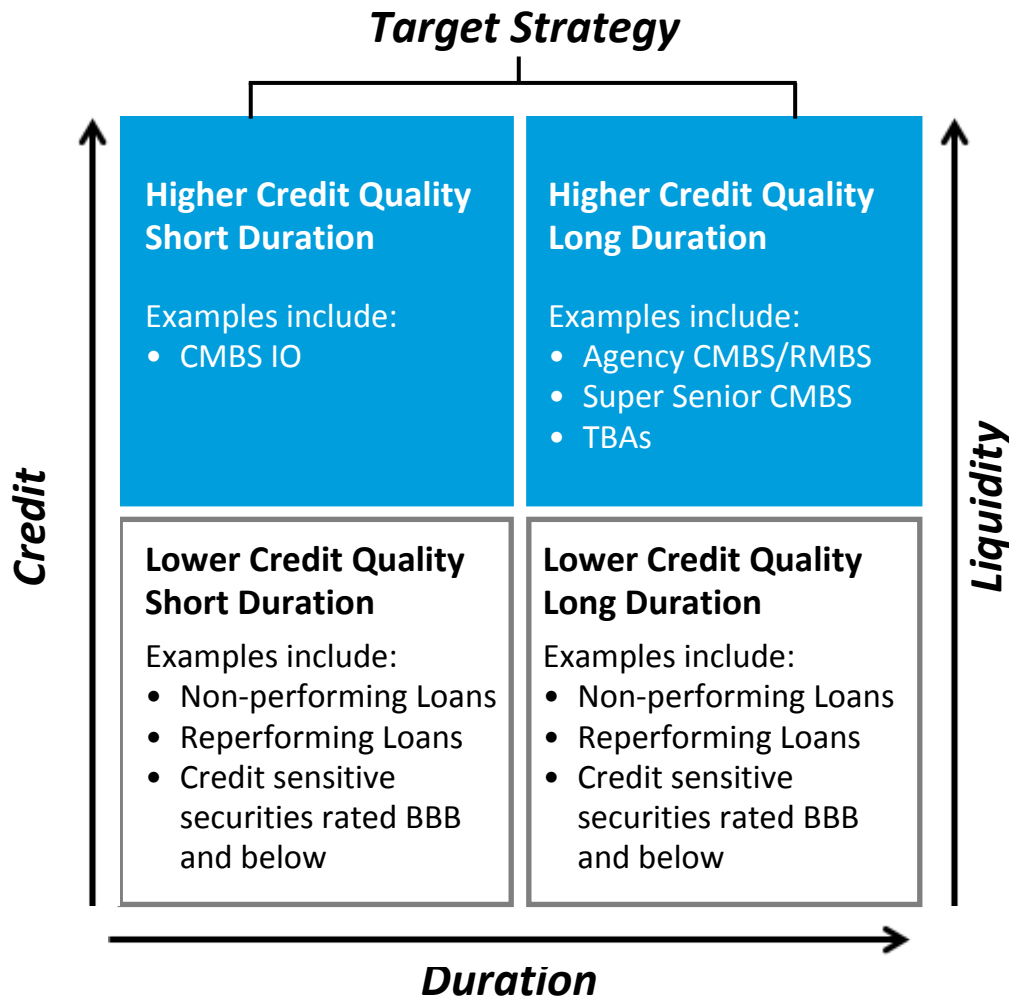 Target Strategy
Higher Credit Quality
Short Duration
Examples include:
• CMBS IO
Higher Credit Quality
Long Duration
Examples include:
• Agency CMBS/RMBS
• Super Senior CMBS
• TBAs
Credit
Liquidity
Lower Credit Quality
Short Duration
Examples include:
• Non-performing Loans
• Reperforming Loans
• Credit sensitive
securities rated BBB
and below
Lower Credit Quality
Long Duration
Examples include:
• Non-performing Loans
• Reperforming Loans
• Credit sensitive
securities rated BBB
and below
Duration